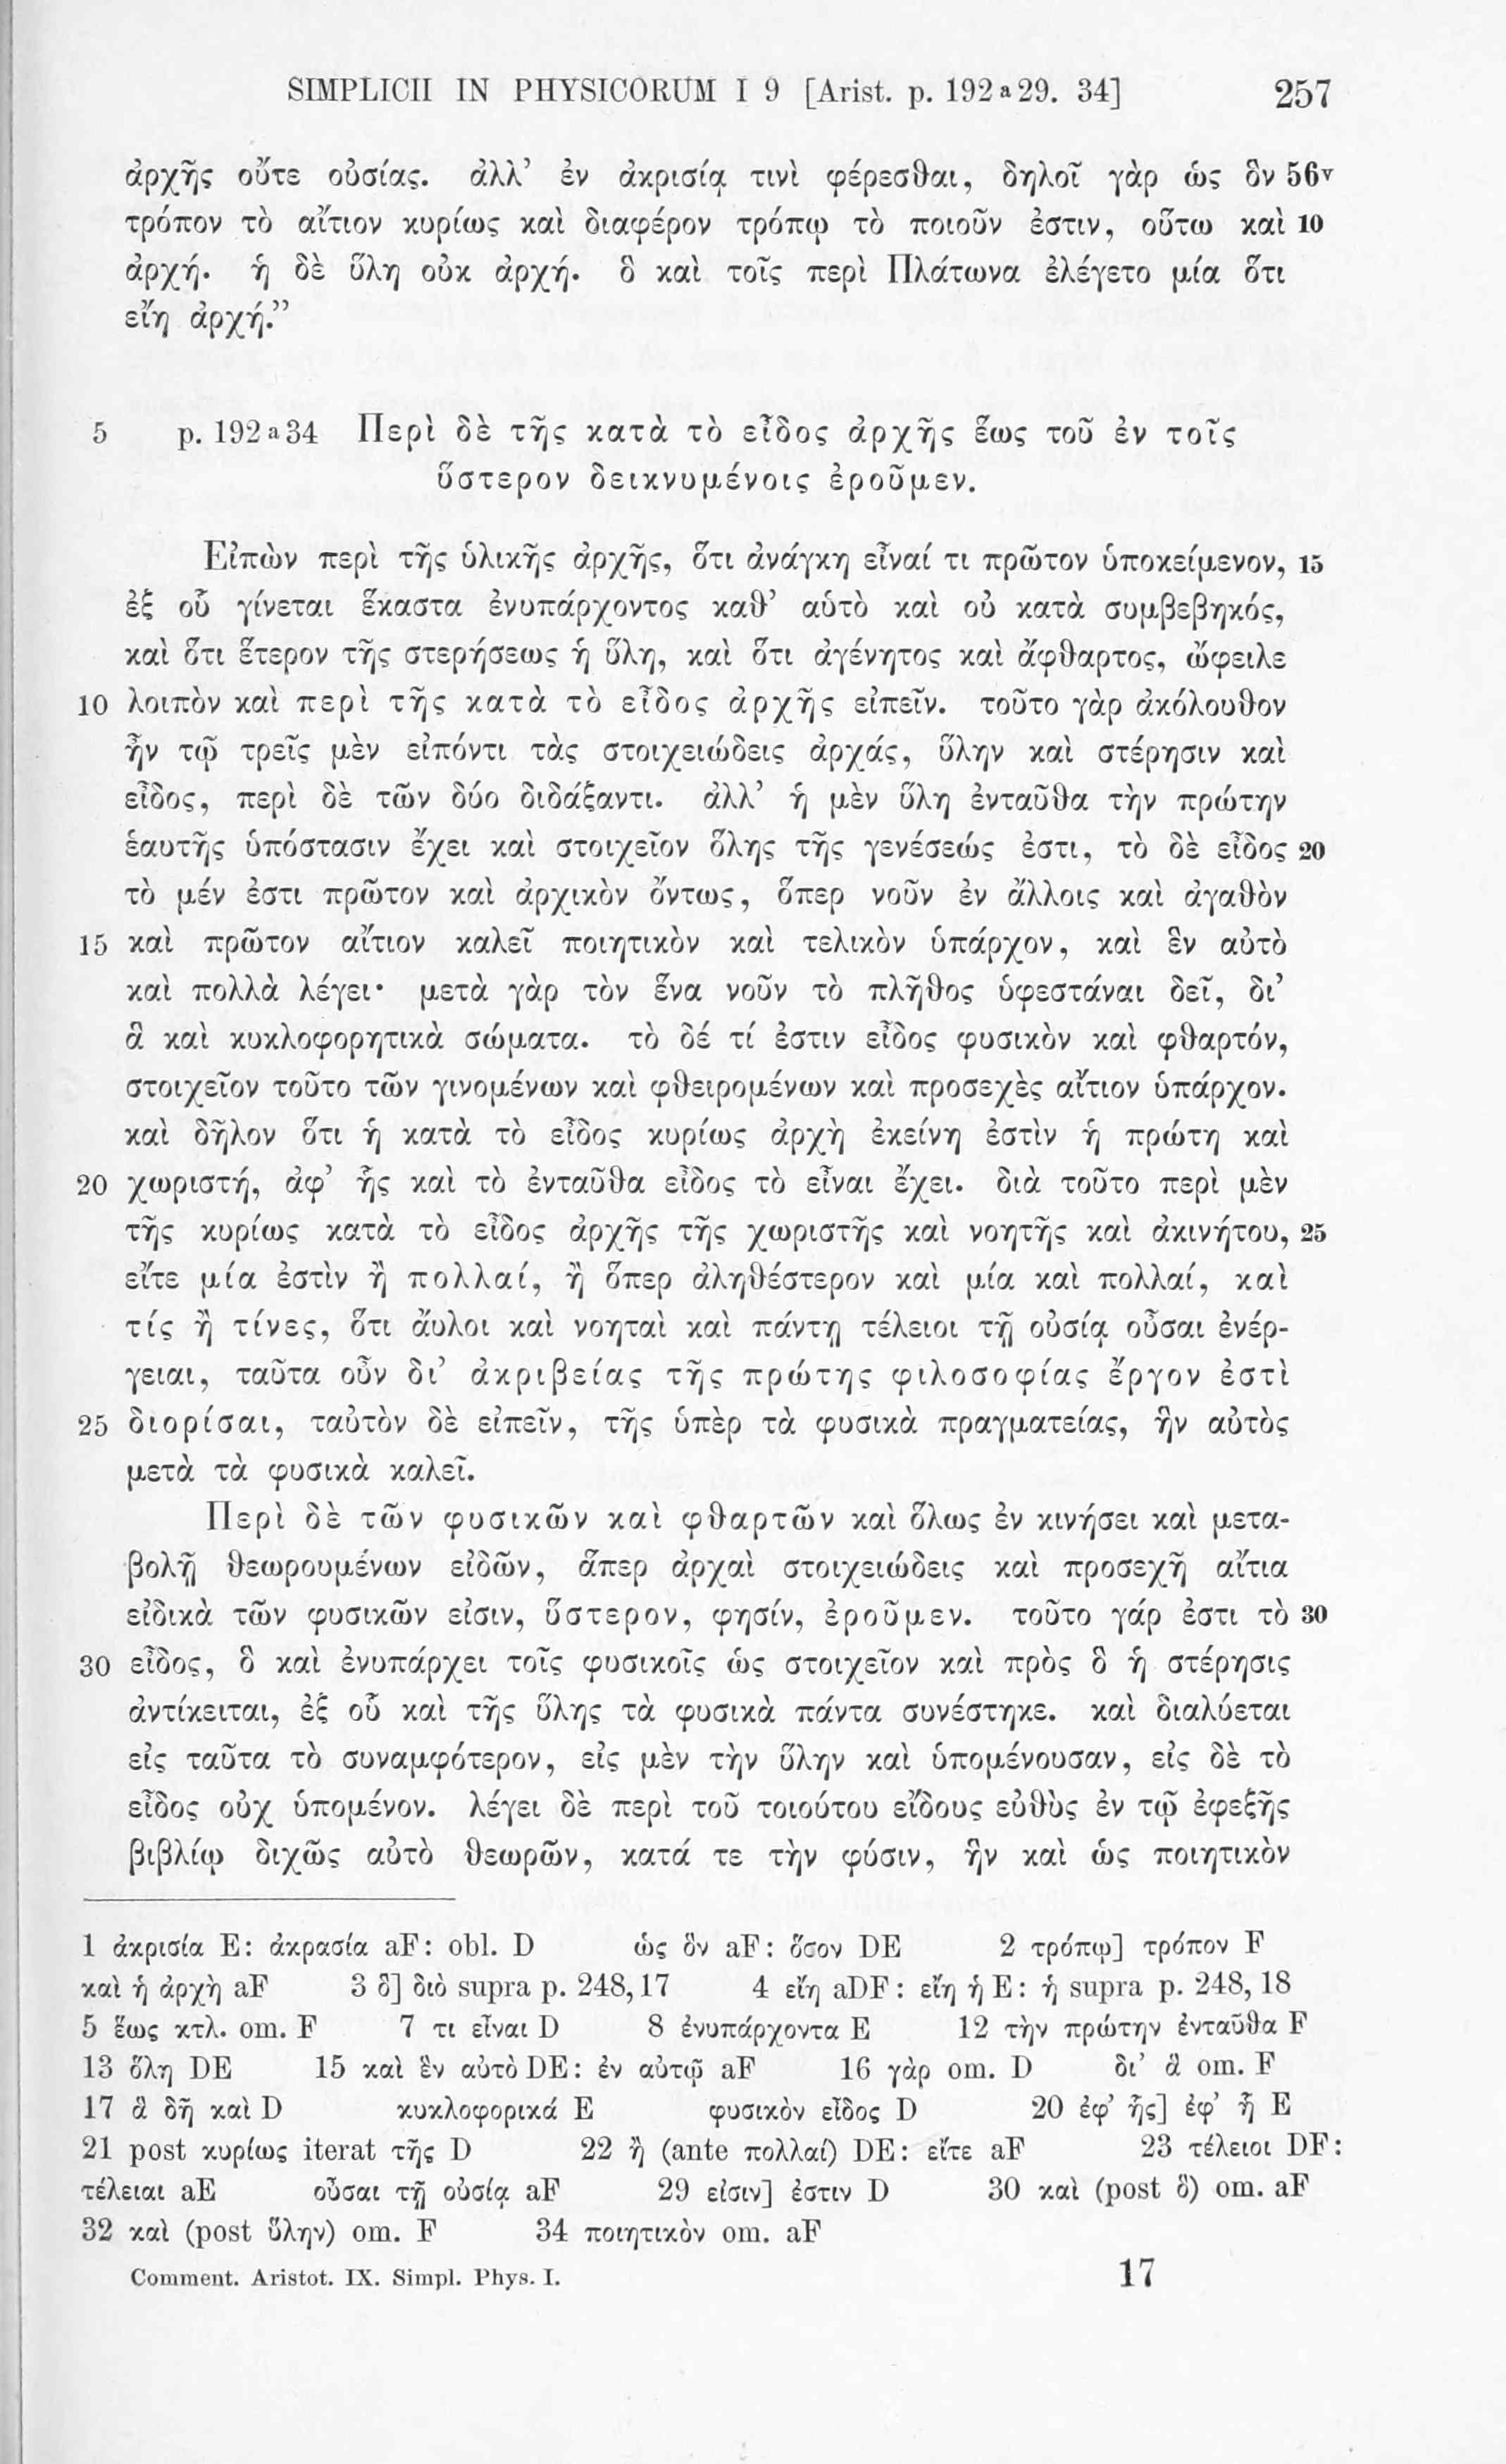 SIMPLICII IN PHYSICORUM I 9 [Arist. p. 192ª29. 34] 257
ἀρχῆς οὔτε οὐσίας. ἀλλ’ ἐν ἀκρισίᾳ τινὶ φέρεσθαι, δηλοῖ γὰρ ὡς ὃν 56ᵛ
τρόπον τὸ αἴτιον κυρίως καὶ διαφέρον τρόπῳ τὸ ποιοῦν ἐστιν, οὕτω καὶ 10
ἀρχή. ἡ δὲ ὕλη οὐκ ἀρχή. ὃ καὶ τοῖς περὶ Πλάτωνα ἐλέγετο μία ὅτι
εἴη ἀρχή.”
5 p. 192ª34 Περὶ δὲ τῆς κατὰ τὸ εἶδος ἀρχῆς ἕως τοῦ ἐν τοῖς
ὕστερον δεικνυμένοις ἐροῦμεν.
Εἰπὼν περὶ τῆς ὑλικῆς ἀρχῆς, ὅτι ἀνάγκη εἶναί τι πρῶτον ὑποκείμενον, 15
ἐξ οὗ γίνεται ἕκαστα ἐνυπάρχοντος καθ’ αὑτὸ καὶ οὐ κατὰ συμβεβηκός,
καὶ ὅτι ἕτερον τῆς στερήσεως ἡ ὕλη, καὶ ὅτι ἀγένητος καὶ ἄφθαρτος, ὤφειλε
10 λοιπὸν καὶ περὶ τῆς κατὰ τὸ εἶδος ἀρχῆς εἰπεῖν. τοῦτο γὰρ ἀκόλουθον
ἦν τῷ τρεῖς μὲν εἰπόντι τὰς στοιχειώδεις ἀρχάς, ὕλην καὶ στέρησιν καὶ
εἶδος, περὶ δὲ τῶν δύο διδάξαντι. ἀλλ’ ἡ μὲν ὕλη ἐνταῦθα τὴν πρώτην
ἑαυτῆς ὑπόστασιν ἔχει καὶ στοιχεῖον ὅλης τῆς γενέσεώς ἐστι, τὸ δὲ εἶδος 20
τὸ μέν ἐστι πρῶτον καὶ ἀρχικὸν ὄντως, ὅπερ νοῦν ἐν ἄλλοις καὶ ἀγαθὸν
15 καὶ πρῶτον αἴτιον καλεῖ ποιητικὸν καὶ τελικὸν ὑπάρχον, καὶ ἓν αὐτὸ
καὶ πολλὰ λέγει· μετὰ γὰρ τὸν ἕνα νοῦν τὸ πλῆθος ὑφεστάναι δεῖ, δι’
ἃ καὶ κυκλοφορητικὰ σώματα. τὸ δέ τί ἐστιν εἶδος φυσικὸν καὶ φθαρτόν,
στοιχεῖον τοῦτο τῶν γινομένων καὶ φθειρομένων καὶ προσεχὲς αἴτιον ὑπάρχον.
καὶ δῆλον ὅτι ἡ κατὰ τὸ εἶδος κυρίως ἀρχὴ ἐκείνη ἐστὶν ἡ πρώτη καὶ
20 χωριστή, ἀφ’ ἧς καὶ τὸ ἐνταῦθα εἶδος τὸ εἶναι ἔχει. διὰ τοῦτο περὶ μὲν
τῆς κυρίως κατὰ τὸ εἶδος ἀρχῆς τῆς χωριστῆς καὶ νοητῆς καὶ ἀκινήτου, 25
εἴτε μία ἐστὶν ἢ πολλαί, ἢ ὅπερ ἀληθέστερον καὶ μία καὶ πολλαί, καὶ
τίς ἢ τίνες, ὅτι ἄυλοι καὶ νοηταὶ καὶ πάντῃ τέλειοι τῇ οὐσίᾳ οὖσαι ἐνέρ-
γειαι, ταῦτα οὖν δι’ ἀκριβείας τῆς πρώτης φιλοσοφίας ἔργον ἐστὶ
25 διορίσαι, ταὐτὸν δὲ εἰπεῖν, τῆς ὑπὲρ τὰ φυσικὰ πραγματείας, ἣν αὐτὸς
μετὰ τὰ φυσικὰ καλεῖ.
Περὶ δὲ τῶν φυσικῶν καὶ φθαρτῶν καὶ ὅλως ἐν κινήσει καὶ μετα-
βολῇ θεωρουμένων εἰδῶν, ἅπερ ἀρχαὶ στοιχειώδεις καὶ προσεχῆ αἴτια
εἰδικὰ τῶν φυσικῶν εἰσιν, ὕστερον, φησίν, ἐροῦμεν. τοῦτο γάρ ἐστι τὸ 30
30 εἶδος, ὃ καὶ ἐνυπάρχει τοῖς φυσικοῖς ὡς στοιχεῖον καὶ πρὸς ὃ ἡ στέρησις
ἀντίκειται, ἐξ οὗ καὶ τῆς ὕλης τὰ φυσικὰ πάντα συνέστηκε. καὶ διαλύεται
εἰς ταῦτα τὸ συναμφότερον, εἰς μὲν τὴν ὕλην καὶ ὑπομένουσαν, εἰς δὲ τὸ
εἶδος οὐχ ὑπομένον. λέγει δὲ περὶ τοῦ τοιούτου εἴδους εὐθὺς ἐν τῷ ἐφεξῆς
βιβλίῳ διχῶς αὐτὸ θεωρῶν, κατά τε τὴν φύσιν, ἣν καὶ ὡς ποιητικὸν
1 ἀκρισία E: ἀκρασία aF: obl. D ὡς ὃν aF: ὅσον DE 2 τρόπῳ] τρόπον F
καὶ ἡ ἀρχὴ aF 3 ὃ] διὸ supra p. 248,17 4 εἴη aDF: εἴη ἡ E: ἡ supra p. 248, 18
5 ἕως κτλ. om. F 7 τι εἶναι D 8 ἐνυπάρχοντα E 12 τὴν πρώτην ἐνταῦθα F
13 ὅλη DE 15 καὶ ἓν αὐτὸ DE: ἐν αὐτῷ aF 16 γὰρ om. D δι’ ἃ om. F
17 ἃ δὴ καὶ D κυκλοφορικά E φυσικὸν εἶδος D 20 ἐφ’ ἧς] ἐφ’ ᾗ E
21 post κυρίως iterat τῆς D 22 ἢ (ante πολλαί) DE: εἴτε aF 23 τέλειοι DF:
τέλειαι aE οὖσαι τῇ οὐσίᾳ aF 29 εἰσιν] ἐστιν D 30 καὶ (post ὃ) om. aF
32 καὶ (post ὕλην) om. F 34 ποιητικὸν om. aF
Comment. Aristot. IX. Simpl. Phys. I. 17